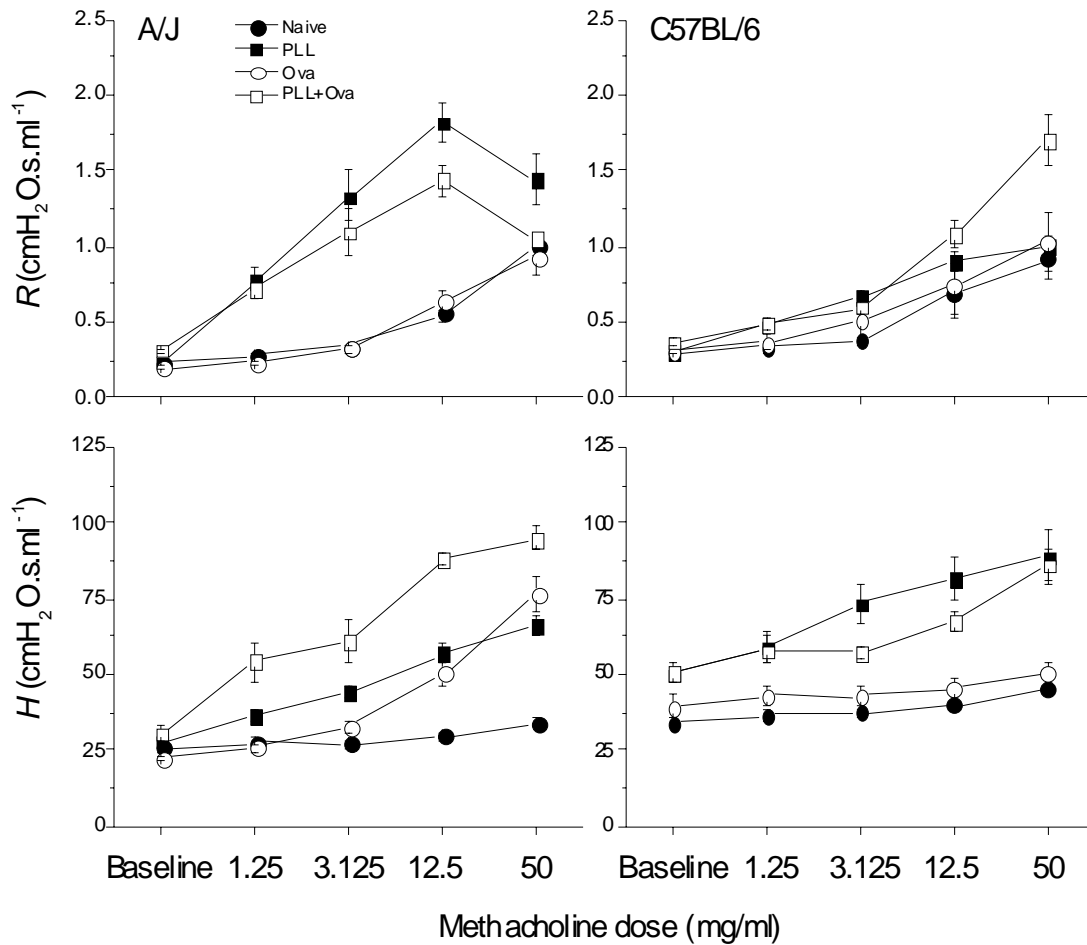 A/J
Naive
PLL
Ova
PLL+Ova
C57BL/6
R (cmH₂O.s.ml⁻¹)
2.5
2.0
1.5
1.0
0.5
0.0
2.5
2.0
1.5
1.0
0.5
0.0
H (cmH₂O.s.ml⁻¹)
125
100
75
50
25
0
125
100
75
50
25
0
Baseline 1.25 3.125 12.5 50
Baseline 1.25 3.125 12.5 50
Methacholine dose (mg/ml)